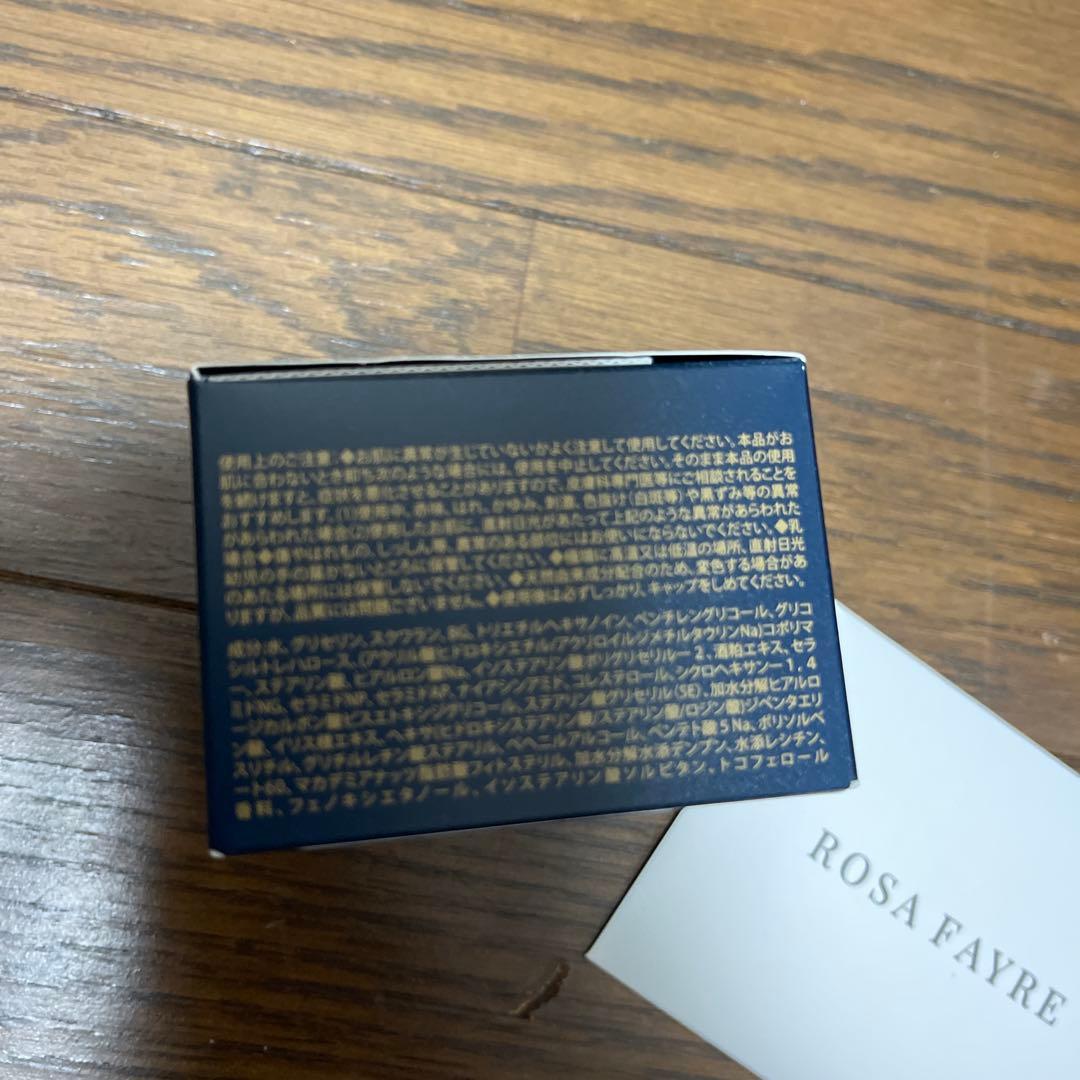 使用上のご注意 ◆お肌に異常が生じていないかよく注意して使用してください。本品がお
肌に合わないとき即ち次のような場合には、使用を中止してください。そのまま本品の使用
を続けますと、症状を悪化させることがありますので、皮膚科専門医等にご相談されることを
おすすめします。(1)使用中、赤味、はれ、かゆみ、刺激、色抜け(白斑等)や黒ずみ等の異常
があらわれた場合(2)使用したお肌に、直射日光があたって上記のような異常があらわれた
場合◆傷やはれもの、しっしん等、異常のある部位にはお使いにならないでください。◆乳
幼児の手の届かないところに保管してください。◆極端に高温又は低温の場所、直射日光
のあたる場所には保管しないでください。◆天然由来成分配合のため、変色する場合があ
りますが、品質には問題ございません。◆使用後は必ずしっかり、キャップをしめてください。
成分:水、グリセリン、スクワラン、BG、トリエチルヘキサノイン、ペンチレングリコール、グリコ
シルトレハロース、(アクリル酸ヒドロキシエチル/アクリロイルジメチルタウリンNa)コポリマ
ー、ステアリン酸、ヒアルロン酸Na、イソステアリン酸ポリグリセリルー2、酒粕エキス、セラ
ミドNG、セラミドNP、セラミドAP、ナイアシンアミド、コレステロール、シクロヘキサン－1，4
－ジカルボン酸ビスエトキシジグリコール、ステアリン酸グリセリル(SE)、加水分解ヒアルロ
ン酸、イリス根エキス、ヘキサ(ヒドロキシステアリン酸/ステアリン酸/ロジン酸)ジペンタエリ
スリチル、グリチルレチン酸ステアリル、ベヘニルアルコール、ペンテト酸5Na、ポリソルベ
ート60、マカデミアナッツ脂肪酸フィトステリル、加水分解水添デンプン、水添レシチン、
香料、フェノキシエタノール、イソステアリン酸ソルビタン、トコフェロール
ROSA FAYRE